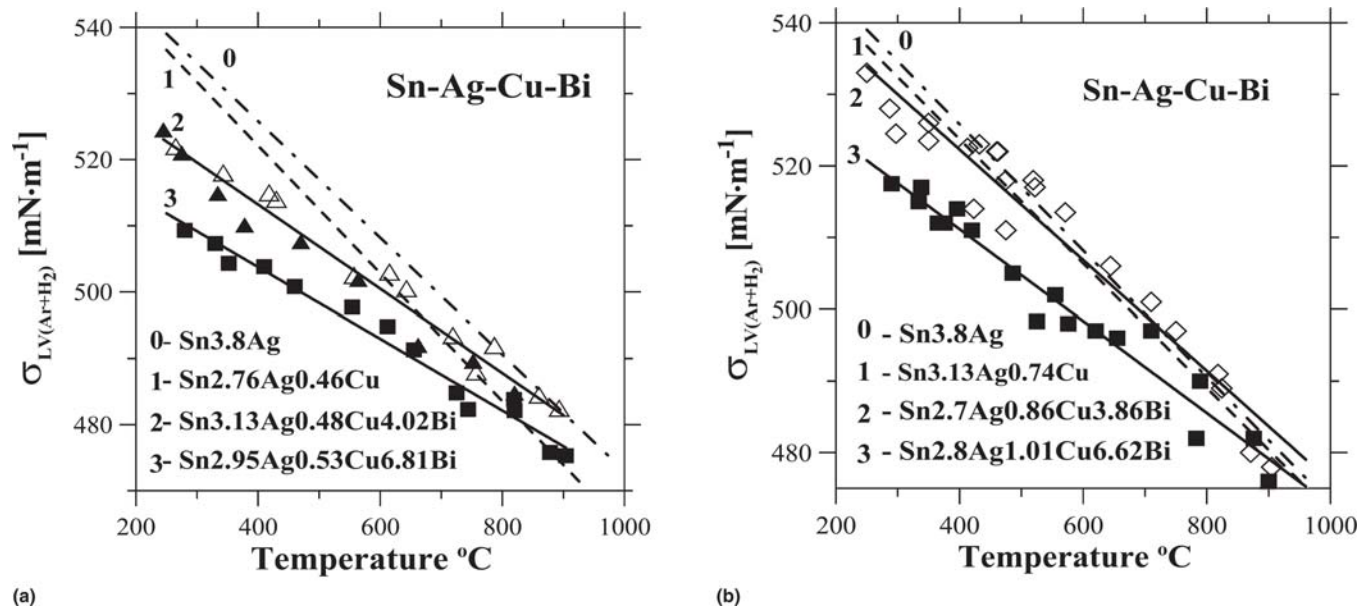 540
530
520
500
480
200
400
600
800
1000
σLV(Ar+H2) [mN·m-1]
Temperature ºC
Sn-Ag-Cu-Bi
0
1
2
3
0- Sn3.8Ag
1- Sn2.76Ag0.46Cu
2- Sn3.13Ag0.48Cu4.02Bi
3- Sn2.95Ag0.53Cu6.81Bi
(a)
540
520
500
480
200
400
600
800
1000
σLV(Ar+H2) [mN·m-1]
Temperature ºC
Sn-Ag-Cu-Bi
0
1
2
3
0 - Sn3.8Ag
1 - Sn3.13Ag0.74Cu
2 - Sn2.7Ag0.86Cu3.86Bi
3 - Sn2.8Ag1.01Cu6.62Bi
(b)